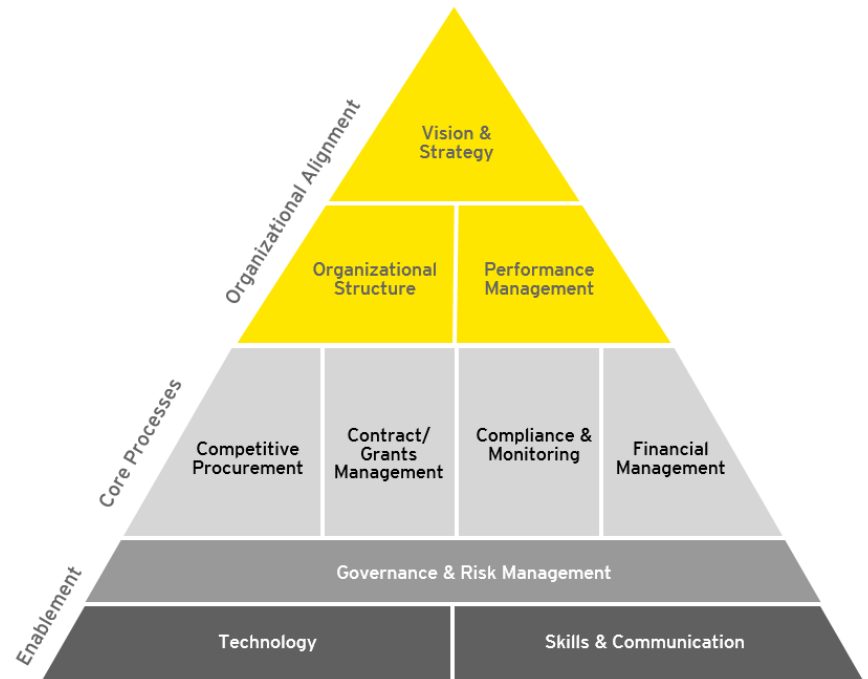 Organizational Alignment
Vision &
Strategy
Organizational
Structure
Performance
Management
Core Processes
Competitive
Procurement
Contract/
Grants
Management
Compliance &
Monitoring
Financial
Management
Enablement
Governance & Risk Management
Technology
Skills & Communication